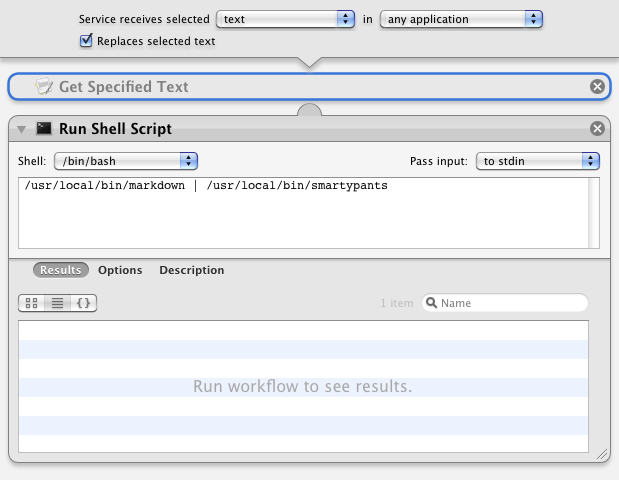 Service receives selected text in any application
Replaces selected text
Get Specified Text
Run Shell Script
Shell: /bin/bash Pass input: to stdin
/usr/local/bin/markdown | /usr/local/bin/smartypants
Results Options Description
{} 1 item Name
Run workflow to see results.